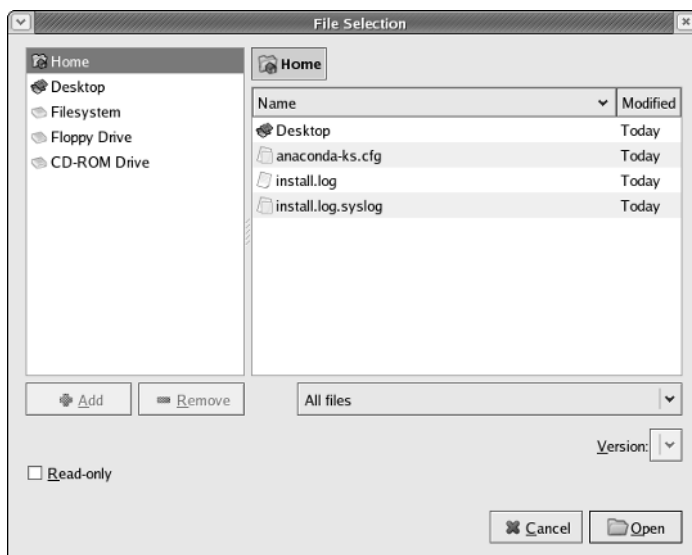 File Selection
Home
Desktop
Filesystem
Floppy Drive
CD-ROM Drive
Home
Name Modified
Desktop Today
anaconda-ks.cfg Today
install.log Today
install.log.syslog Today
Add Remove All files
Version:
Read-only
Cancel Open